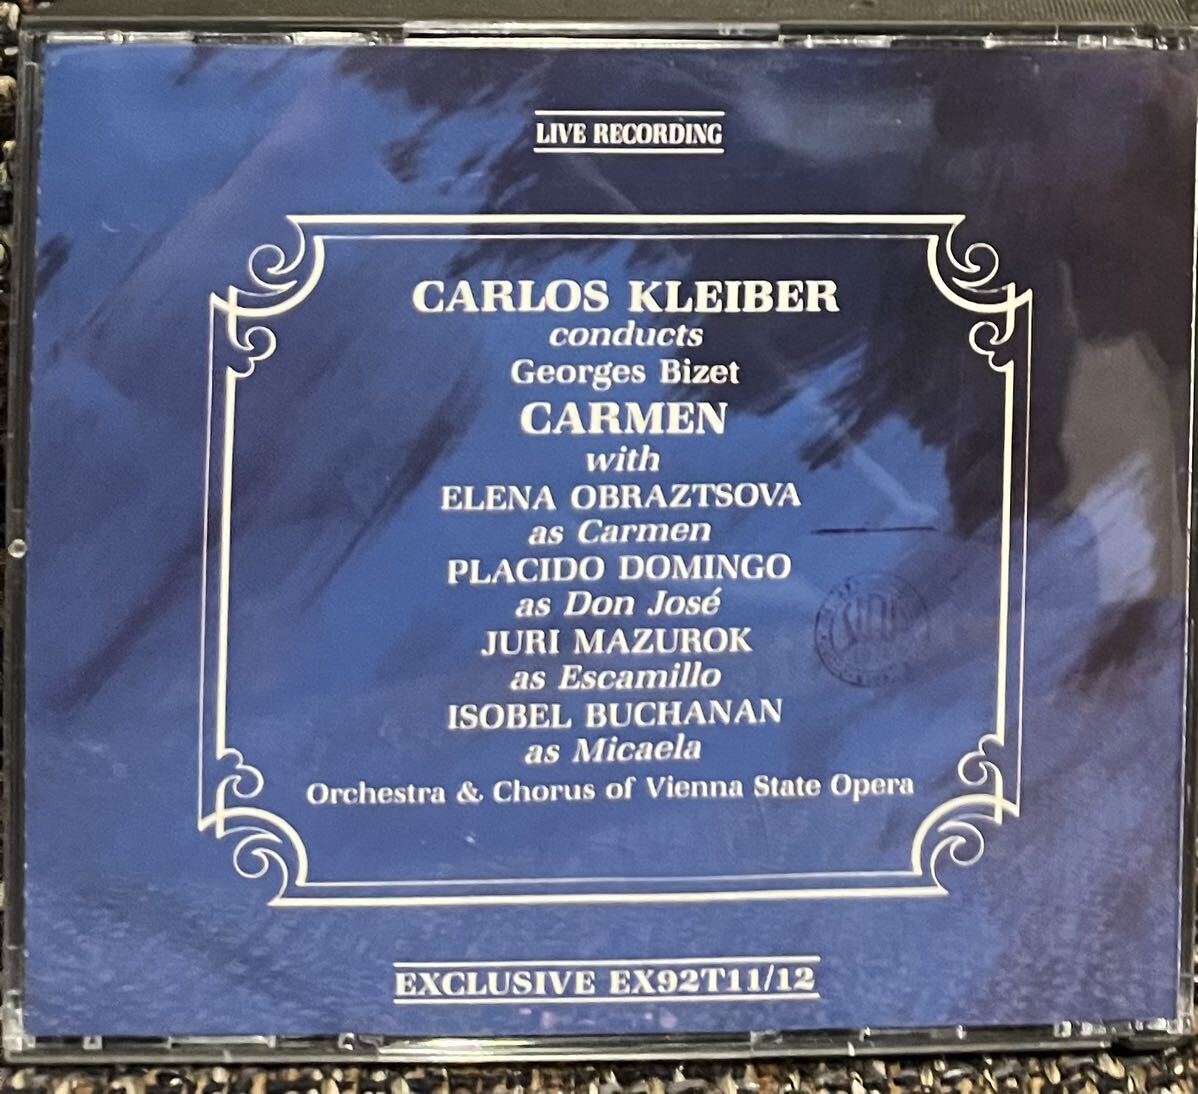 LIVE RECORDING
CARLOS KLEIBER
conducts
Georges Bizet
CARMEN
with
ELENA OBRAZTSOVA
as Carmen
PLACIDO DOMINGO
as Don José
JURI MAZUROK
as Escamillo
ISOBEL BUCHANAN
as Micaela
Orchestra & Chorus of Vienna State Opera
EXCLUSIVE EX92T11/12